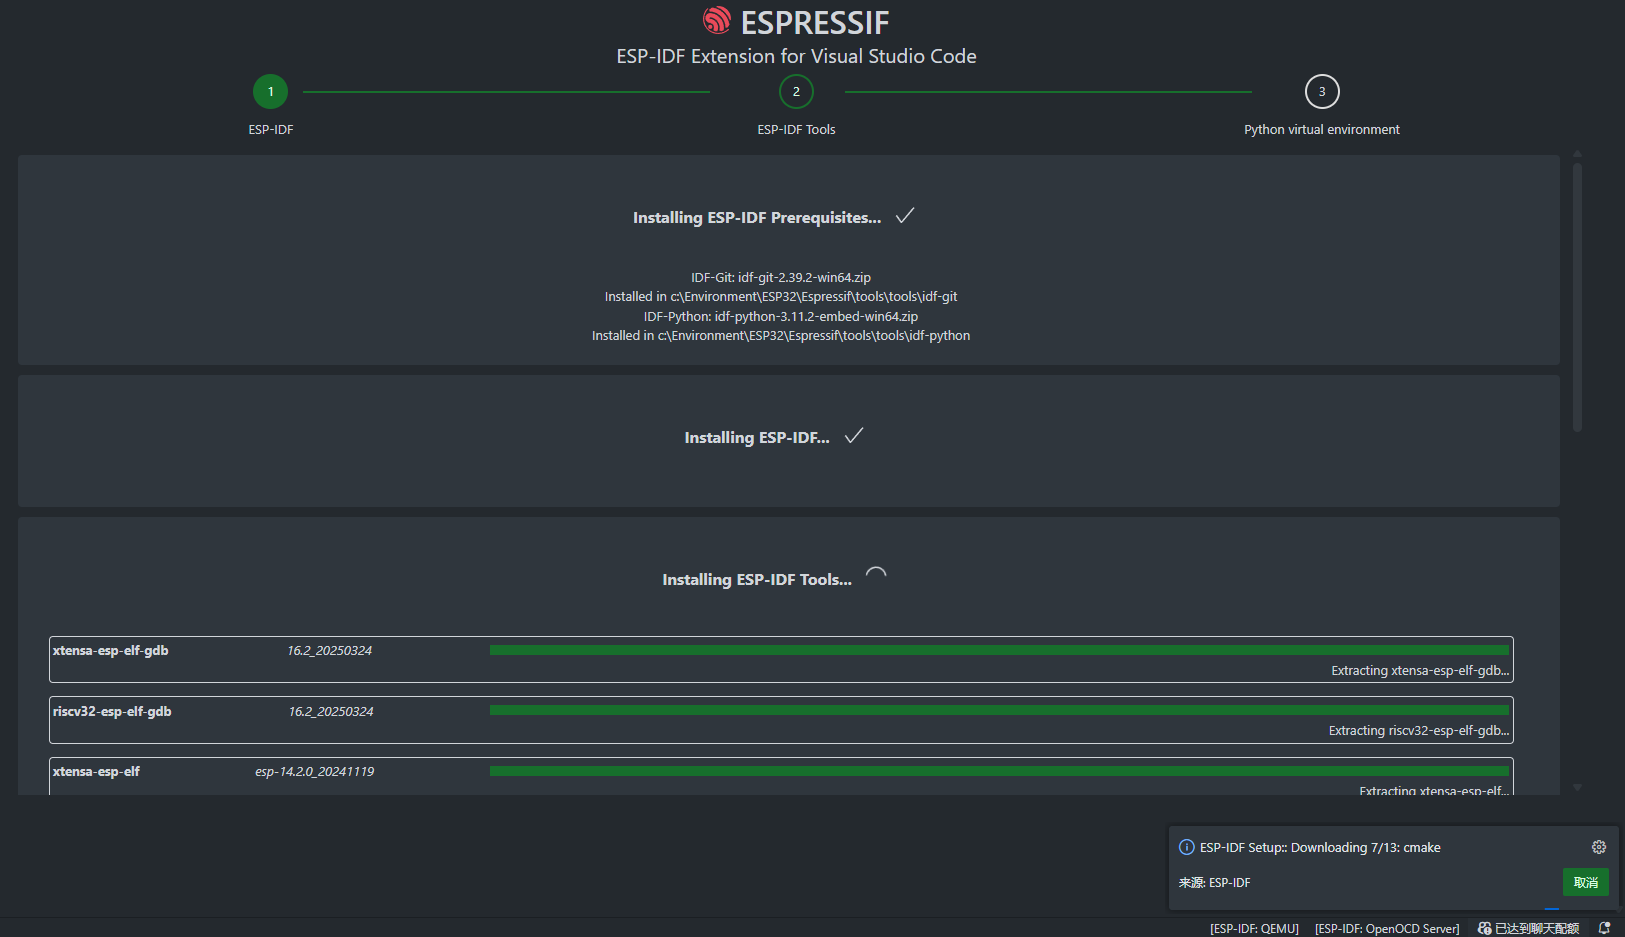 ESPRESSIF
ESP-IDF Extension for Visual Studio Code
1
2
3
ESP-IDF
ESP-IDF Tools
Python virtual environment
Installing ESP-IDF Prerequisites...
IDF-Git: idf-git-2.39.2-win64.zip
Installed in c:\Environment\ESP32\Espressif\tools\tools\idf-git
IDF-Python: idf-python-3.11.2-embed-win64.zip
Installed in c:\Environment\ESP32\Espressif\tools\tools\idf-python
Installing ESP-IDF...
Installing ESP-IDF Tools...
xtensa-esp-elf-gdb 16.2_20250324
Extracting xtensa-esp-elf-gdb...
riscv32-esp-elf-gdb 16.2_20250324
Extracting riscv32-esp-elf-gdb...
xtensa-esp-elf esp-14.2.0_20241119
Extracting xtensa-esp-elf...
ESP-IDF Setup:: Downloading 7/13: cmake
来源: ESP-IDF
取消
[ESP-IDF: QEMU] [ESP-IDF: OpenOCD Server] 已达到聊天配额